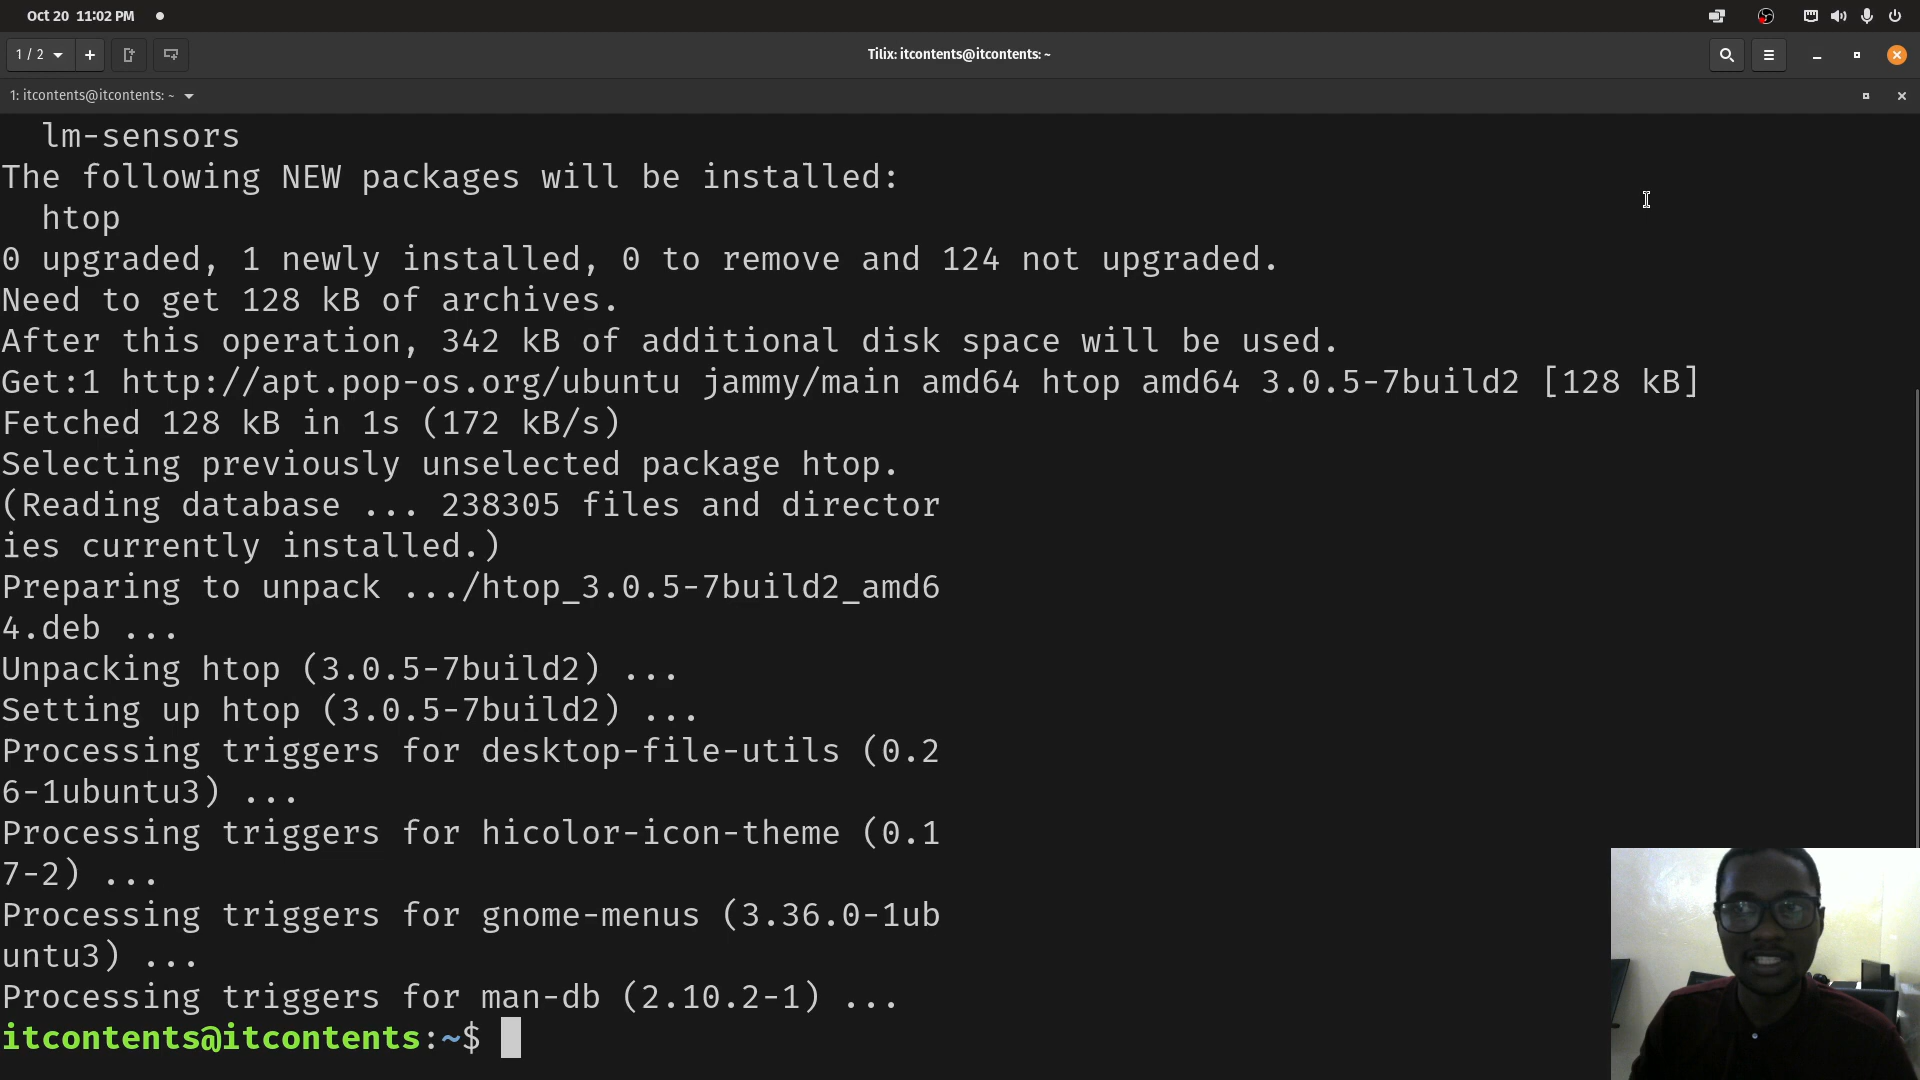 Oct 20 11:02 PM
1 / 2
Tilix: itcontents@itcontents: ~
1: itcontents@itcontents: ~
lm-sensors
The following NEW packages will be installed:
htop
0 upgraded, 1 newly installed, 0 to remove and 124 not upgraded.
Need to get 128 kB of archives.
After this operation, 342 kB of additional disk space will be used.
Get:1 http://apt.pop-os.org/ubuntu jammy/main amd64 htop amd64 3.0.5-7build2 [128 kB]
Fetched 128 kB in 1s (172 kB/s)
Selecting previously unselected package htop.
(Reading database ... 238305 files and director
ies currently installed.)
Preparing to unpack .../htop_3.0.5-7build2_amd6
4.deb ...
Unpacking htop (3.0.5-7build2) ...
Setting up htop (3.0.5-7build2) ...
Processing triggers for desktop-file-utils (0.2
6-1ubuntu3) ...
Processing triggers for hicolor-icon-theme (0.1
7-2) ...
Processing triggers for gnome-menus (3.36.0-1ub
untu3) ...
Processing triggers for man-db (2.10.2-1) ...
itcontents@itcontents:~$